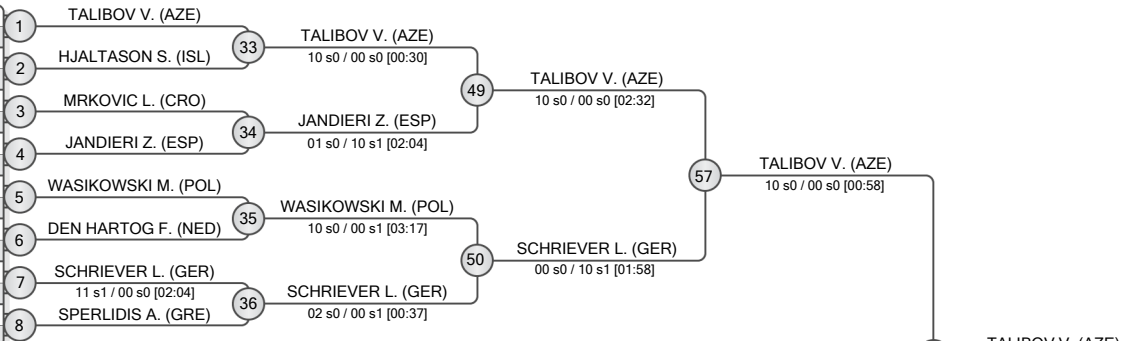 1
TALIBOV V. (AZE)
33
TALIBOV V. (AZE)
10 s0 / 00 s0 [00:30]
2
HJALTASON S. (ISL)
49
TALIBOV V. (AZE)
10 s0 / 00 s0 [02:32]
3
MRKOVIC L. (CRO)
34
JANDIERI Z. (ESP)
01 s0 / 10 s1 [02:04]
4
JANDIERI Z. (ESP)
57
TALIBOV V. (AZE)
10 s0 / 00 s0 [00:58]
5
WASIKOWSKI M. (POL)
35
WASIKOWSKI M. (POL)
10 s0 / 00 s1 [03:17]
6
DEN HARTOG F. (NED)
50
SCHRIEVER L. (GER)
00 s0 / 10 s1 [01:58]
7
SCHRIEVER L. (GER)
11 s1 / 00 s0 [02:04]
36
SCHRIEVER L. (GER)
02 s0 / 00 s1 [00:37]
8
SPERLIDIS A. (GRE)
TALIBOV V. (AZE)